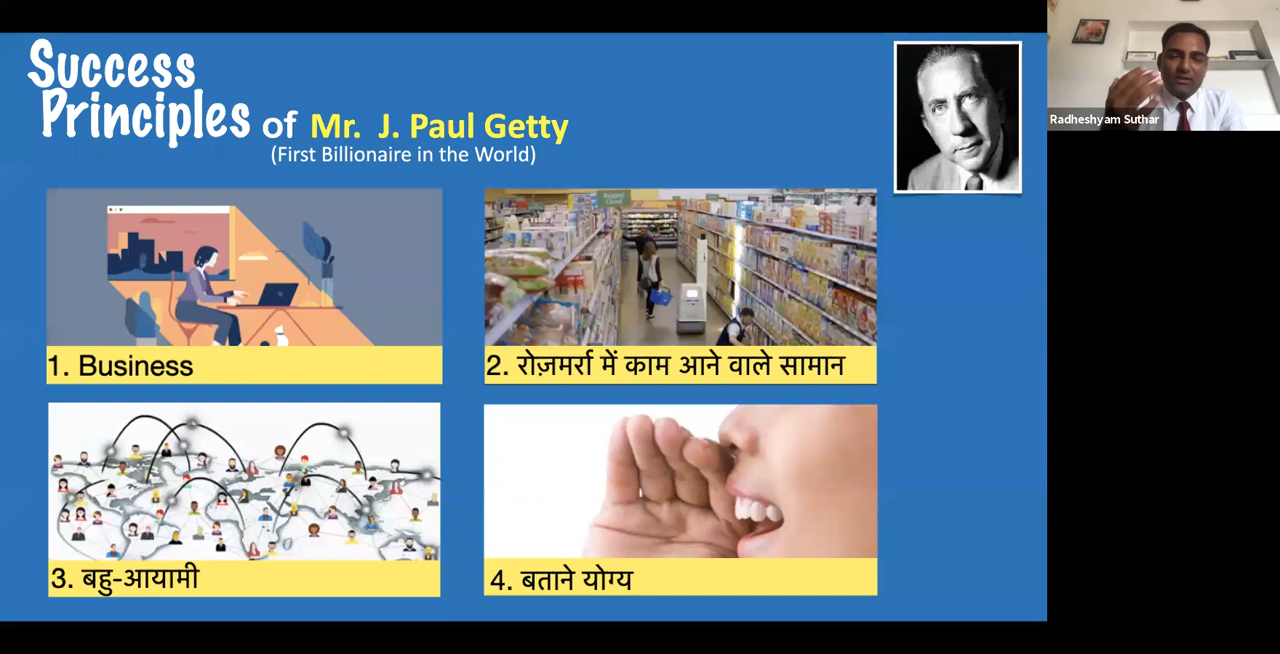 Success
Principles of Mr. J. Paul Getty
(First Billionaire in the World)
Radheshyam Suthar
1. Business
2. रोज़मर्रा में काम आने वाले सामान
3. बहु-आयामी
4. बताने योग्य